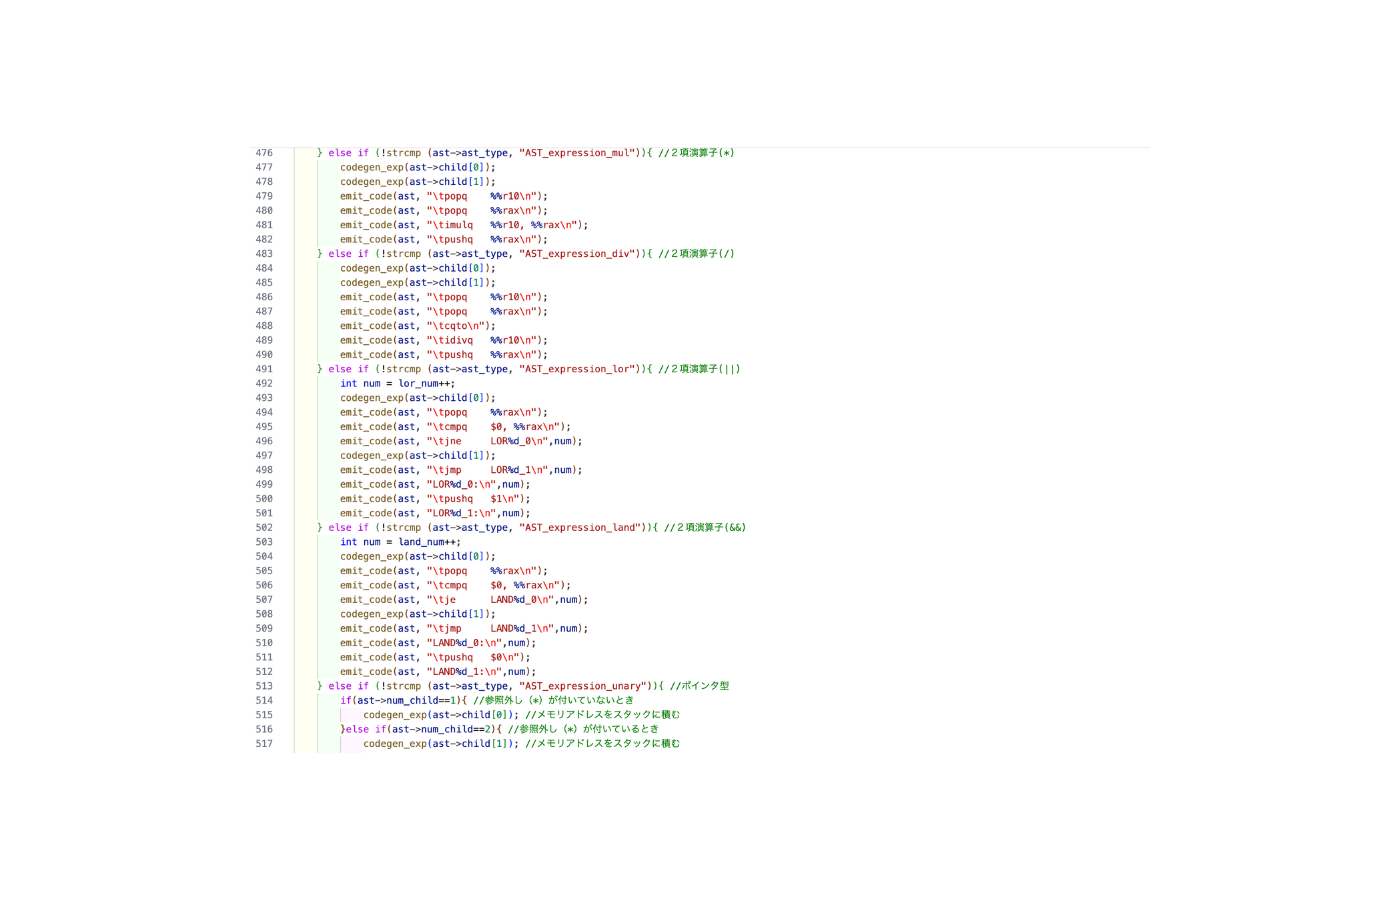 476 } else if (!strcmp (ast->ast_type, "AST_expression_mul")){ //２項演算子(*)
477 codegen_exp(ast->child[0]);
478 codegen_exp(ast->child[1]);
479 emit_code(ast, "\tpopq    %%r10\n");
480 emit_code(ast, "\tpopq    %%rax\n");
481 emit_code(ast, "\timulq   %%r10, %%rax\n");
482 emit_code(ast, "\tpushq   %%rax\n");
483 } else if (!strcmp (ast->ast_type, "AST_expression_div")){ //２項演算子(/)
484 codegen_exp(ast->child[0]);
485 codegen_exp(ast->child[1]);
486 emit_code(ast, "\tpopq    %%r10\n");
487 emit_code(ast, "\tpopq    %%rax\n");
488 emit_code(ast, "\tcqto\n");
489 emit_code(ast, "\tidivq   %%r10\n");
490 emit_code(ast, "\tpushq   %%rax\n");
491 } else if (!strcmp (ast->ast_type, "AST_expression_lor")){ //２項演算子(||)
492 int num = lor_num++;
493 codegen_exp(ast->child[0]);
494 emit_code(ast, "\tpopq    %%rax\n");
495 emit_code(ast, "\tcmpq    $0, %%rax\n");
496 emit_code(ast, "\tjne     LOR%d_0\n",num);
497 codegen_exp(ast->child[1]);
498 emit_code(ast, "\tjmp     LOR%d_1\n",num);
499 emit_code(ast, "LOR%d_0:\n",num);
500 emit_code(ast, "\tpushq   $1\n");
501 emit_code(ast, "LOR%d_1:\n",num);
502 } else if (!strcmp (ast->ast_type, "AST_expression_land")){ //２項演算子(&&)
503 int num = land_num++;
504 codegen_exp(ast->child[0]);
505 emit_code(ast, "\tpopq    %%rax\n");
506 emit_code(ast, "\tcmpq    $0, %%rax\n");
507 emit_code(ast, "\tje      LAND%d_0\n",num);
508 codegen_exp(ast->child[1]);
509 emit_code(ast, "\tjmp     LAND%d_1\n",num);
510 emit_code(ast, "LAND%d_0:\n",num);
511 emit_code(ast, "\tpushq   $0\n");
512 emit_code(ast, "LAND%d_1:\n",num);
513 } else if (!strcmp (ast->ast_type, "AST_expression_unary")){ //ポインタ型
514 if(ast->num_child==1){ //参照外し（*）が付いていないとき
515 codegen_exp(ast->child[0]); //メモリアドレスをスタックに積む
516 }else if(ast->num_child==2){ //参照外し（*）が付いているとき
517 codegen_exp(ast->child[1]); //メモリアドレスをスタックに積む